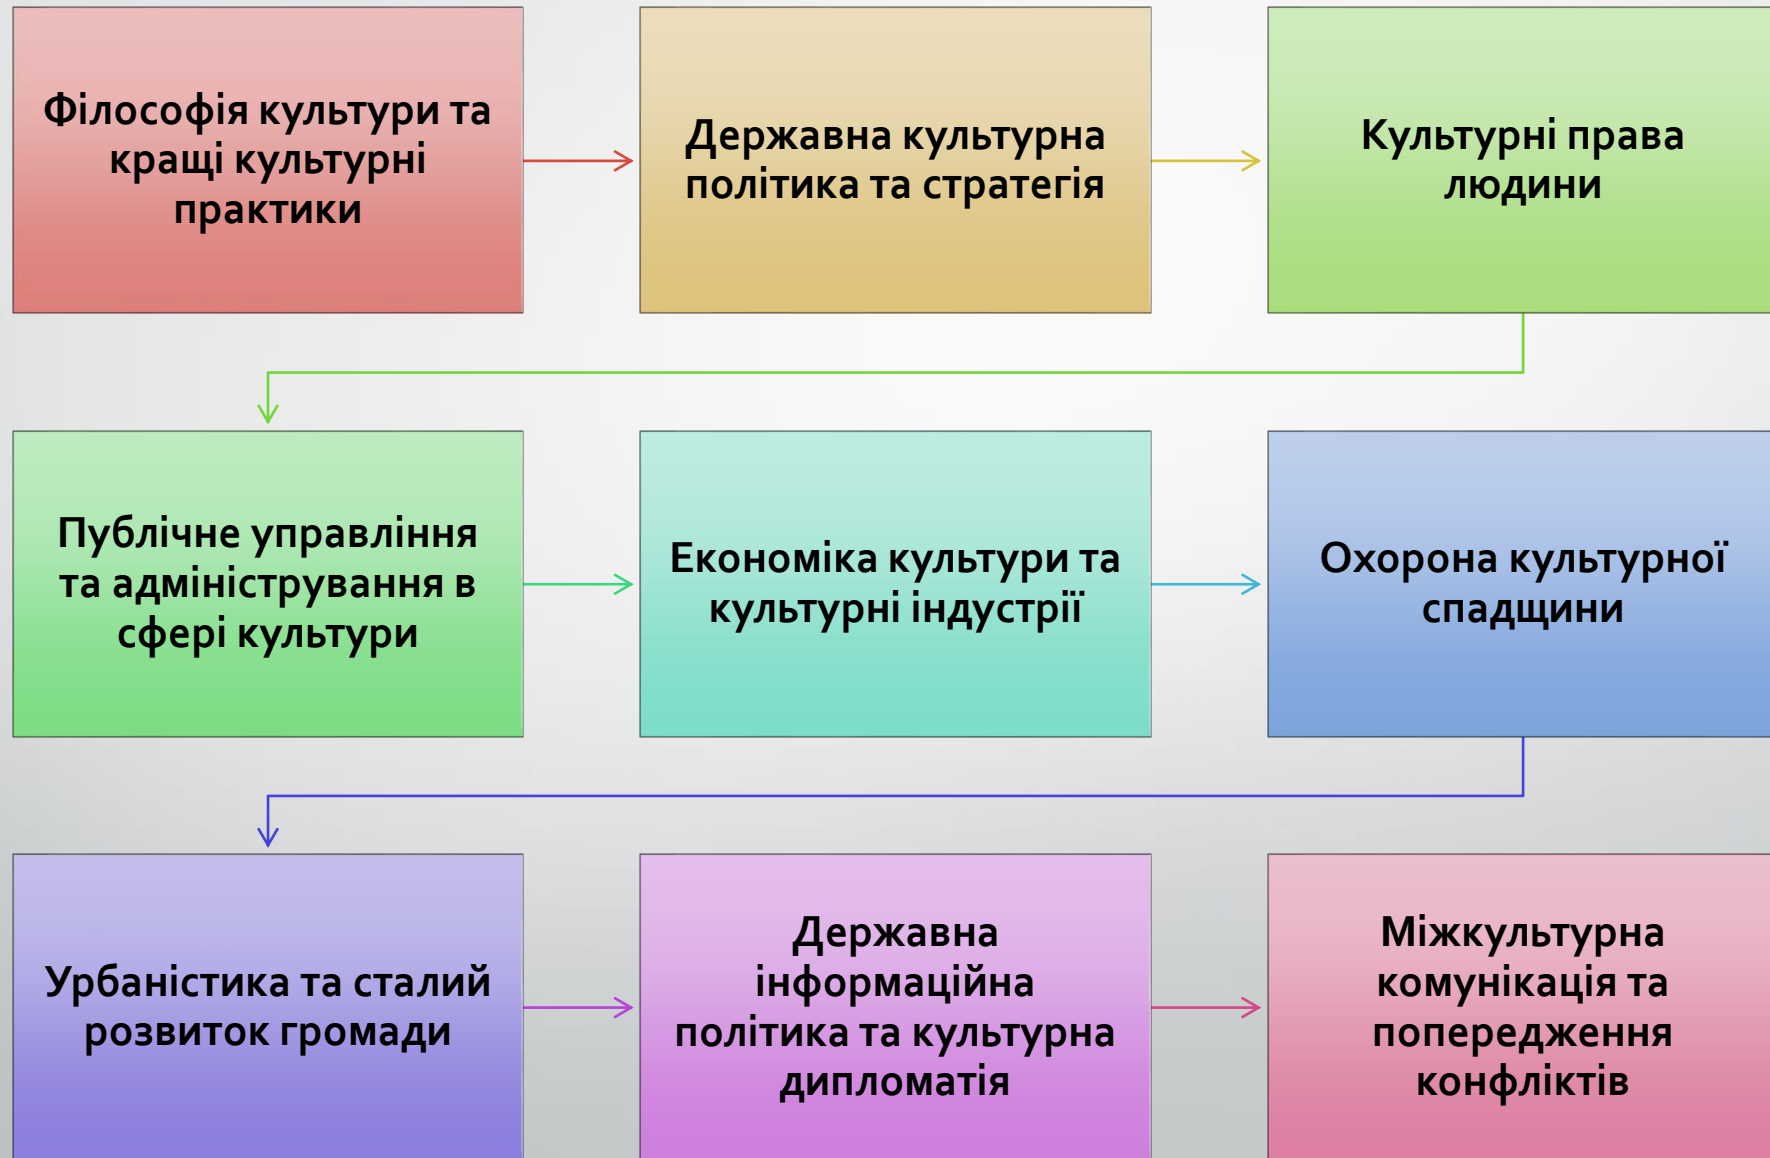 Філософія культури та
кращі культурні
практики
Державна культурна
політика та стратегія
Культурні права
людини
Публічне управління
та адміністрування в
сфері культури
Економіка культури та
культурні індустрії
Охорона культурної
спадщини
Урбаністика та сталий
розвиток громади
Державна
інформаційна
політика та культурна
дипломатія
Міжкультурна
комунікація та
попередження
конфліктів